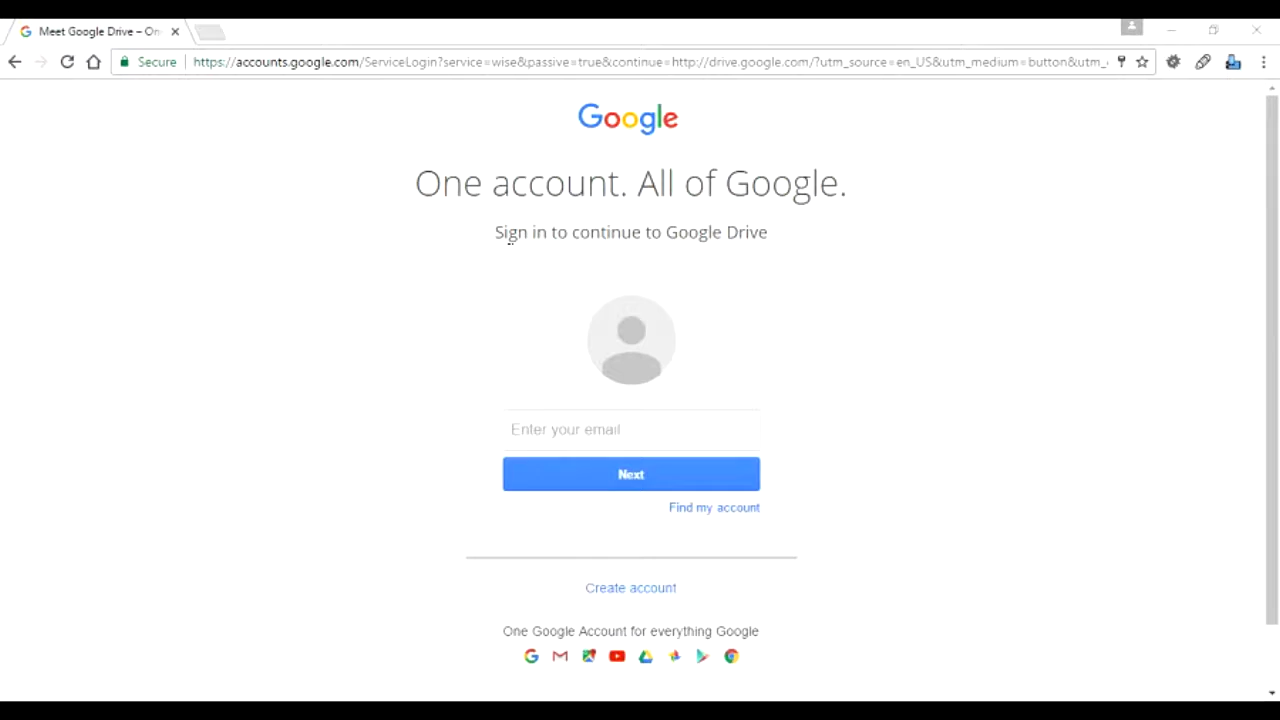 Meet Google Drive – On
Secure
https://accounts.google.com/ServiceLogin?service=wise&passive=true&continue=http://drive.google.com/?utm_source=en_US&utm_medium=button&utm_
Google
One account. All of Google.
Sign in to continue to Google Drive
Enter your email
Next
Find my account
Create account
One Google Account for everything Google